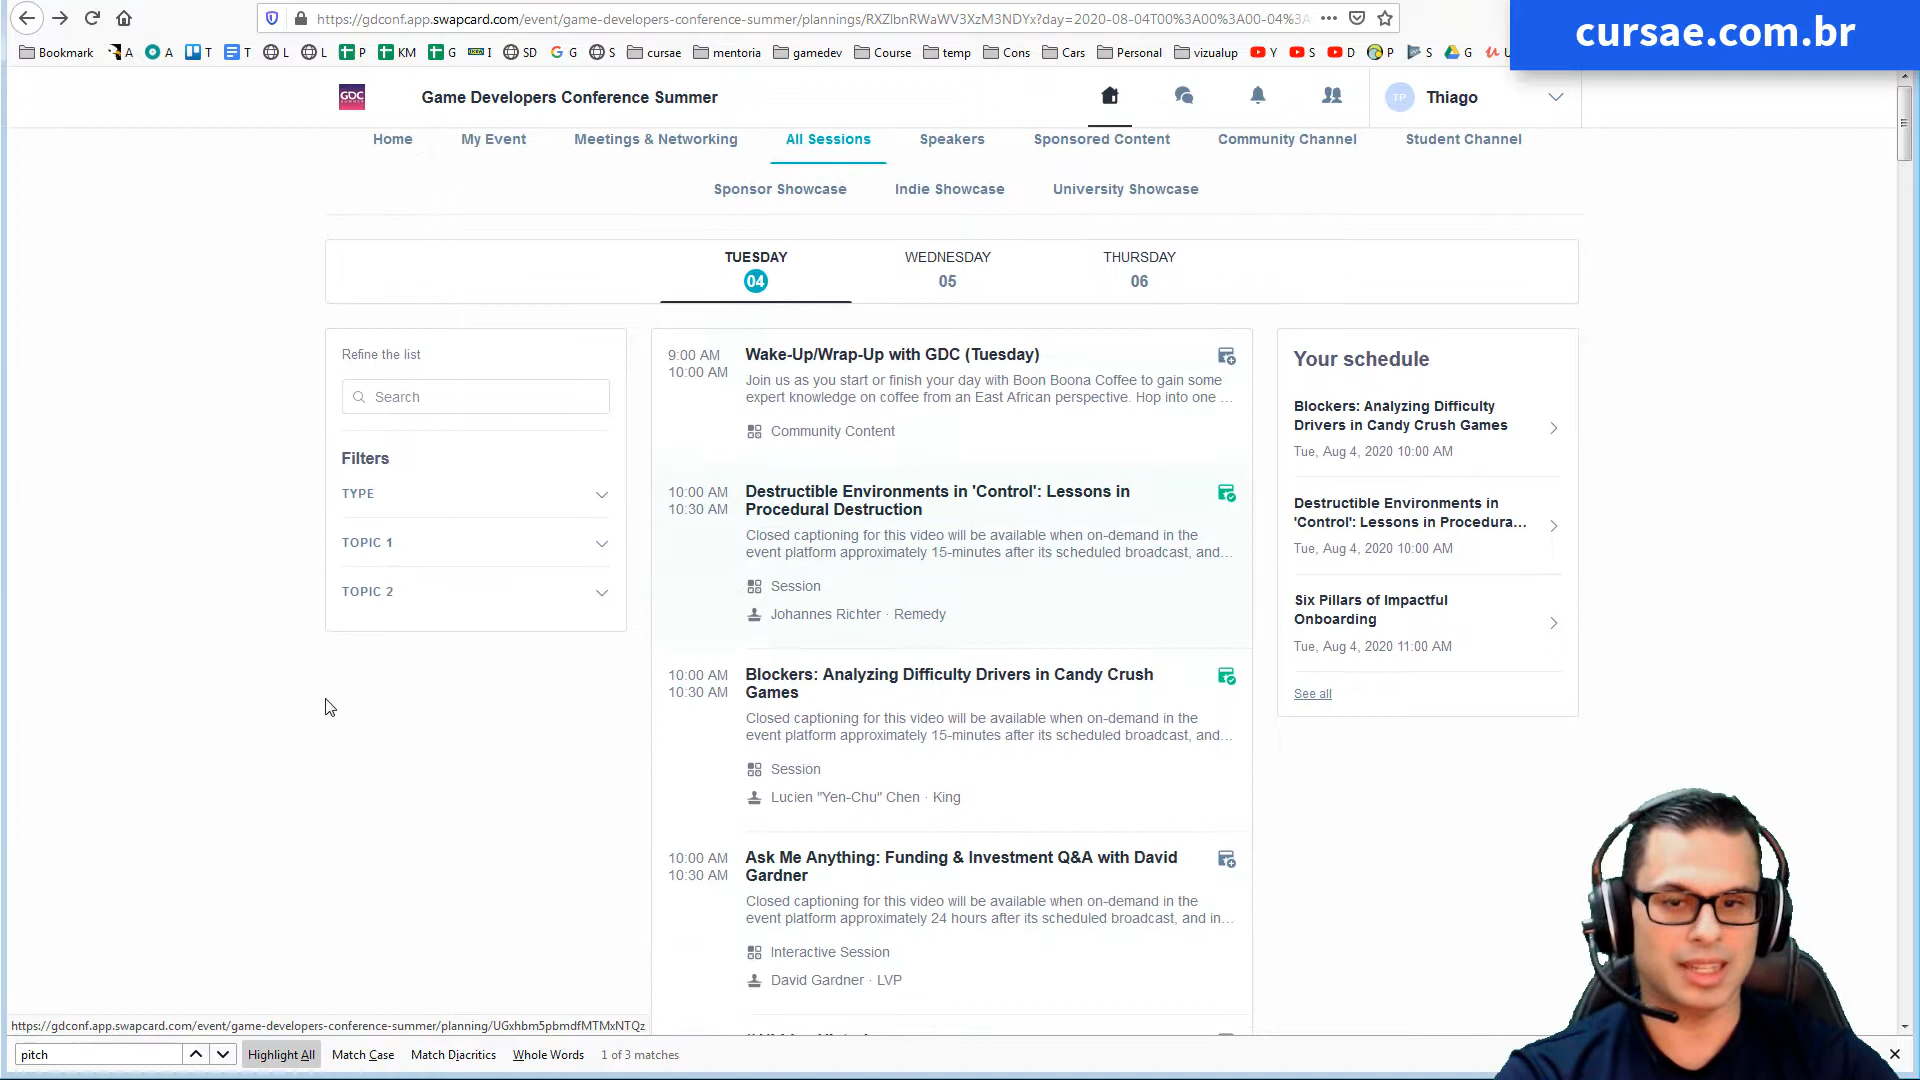 https://gdconf.app.swapcard.com/event/game-developers-conference-summer/plannings/RXZlbnRWaWV3XzM3NDYx?day=2020-08-04T00%3A00%3A00-04%3A
cursae.com.br
Bookmark A A T T L L P KM G I SD G S cursae mentoria gamedev Course temp Cons Cars Personal vizualup Y S D P S G U
GDC Game Developers Conference Summer TP Thiago
Home My Event Meetings & Networking All Sessions Speakers Sponsored Content Community Channel Student Channel
Sponsor Showcase Indie Showcase University Showcase
TUESDAY WEDNESDAY THURSDAY
04 05 06
Refine the list
Search
Filters
TYPE
TOPIC 1
TOPIC 2
9:00 AM Wake-Up/Wrap-Up with GDC (Tuesday)
10:00 AM Join us as you start or finish your day with Boon Boona Coffee to gain some
expert knowledge on coffee from an East African perspective. Hop into one ...
Community Content
10:00 AM Destructible Environments in 'Control': Lessons in
10:30 AM Procedural Destruction
Closed captioning for this video will be available when on-demand in the
event platform approximately 15-minutes after its scheduled broadcast, and...
Session
Johannes Richter · Remedy
10:00 AM Blockers: Analyzing Difficulty Drivers in Candy Crush
10:30 AM Games
Closed captioning for this video will be available when on-demand in the
event platform approximately 15-minutes after its scheduled broadcast, and...
Session
Lucien "Yen-Chu" Chen · King
10:00 AM Ask Me Anything: Funding & Investment Q&A with David
10:30 AM Gardner
Closed captioning for this video will be available when on-demand in the
event platform approximately 24 hours after its scheduled broadcast, and in...
Interactive Session
David Gardner · LVP
Your schedule
Blockers: Analyzing Difficulty
Drivers in Candy Crush Games
Tue, Aug 4, 2020 10:00 AM
Destructible Environments in
'Control': Lessons in Procedura...
Tue, Aug 4, 2020 10:00 AM
Six Pillars of Impactful
Onboarding
Tue, Aug 4, 2020 11:00 AM
See all
https://gdconf.app.swapcard.com/event/game-developers-conference-summer/planning/UGxhbm5pbmdfMTMxNTQz
pitch Highlight All Match Case Match Diacritics Whole Words 1 of 3 matches